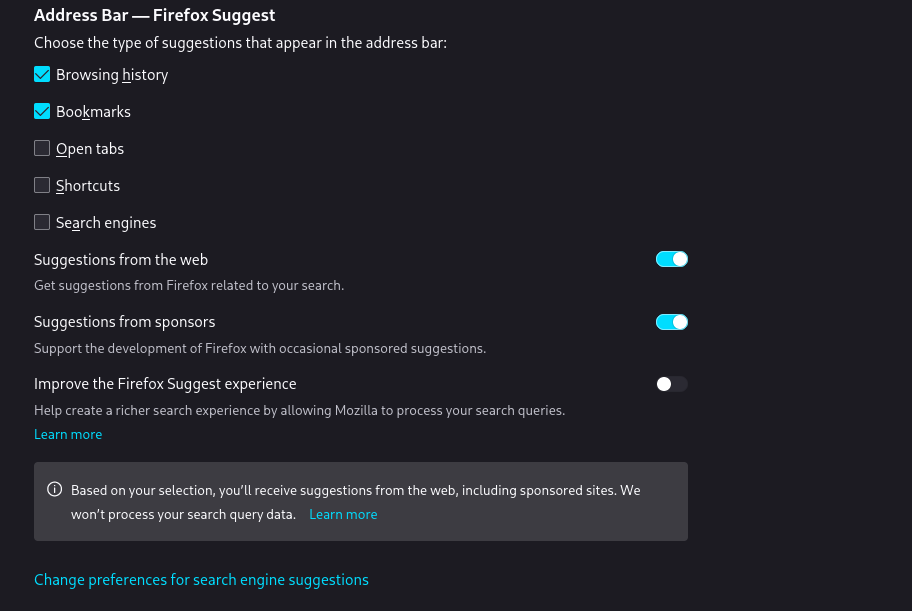 Address Bar — Firefox Suggest
Choose the type of suggestions that appear in the address bar:
Browsing history
Bookmarks
Open tabs
Shortcuts
Search engines
Suggestions from the web
Get suggestions from Firefox related to your search.
Suggestions from sponsors
Support the development of Firefox with occasional sponsored suggestions.
Improve the Firefox Suggest experience
Help create a richer search experience by allowing Mozilla to process your search queries.
Learn more
Based on your selection, you’ll receive suggestions from the web, including sponsored sites. We
won’t process your search query data. Learn more
Change preferences for search engine suggestions